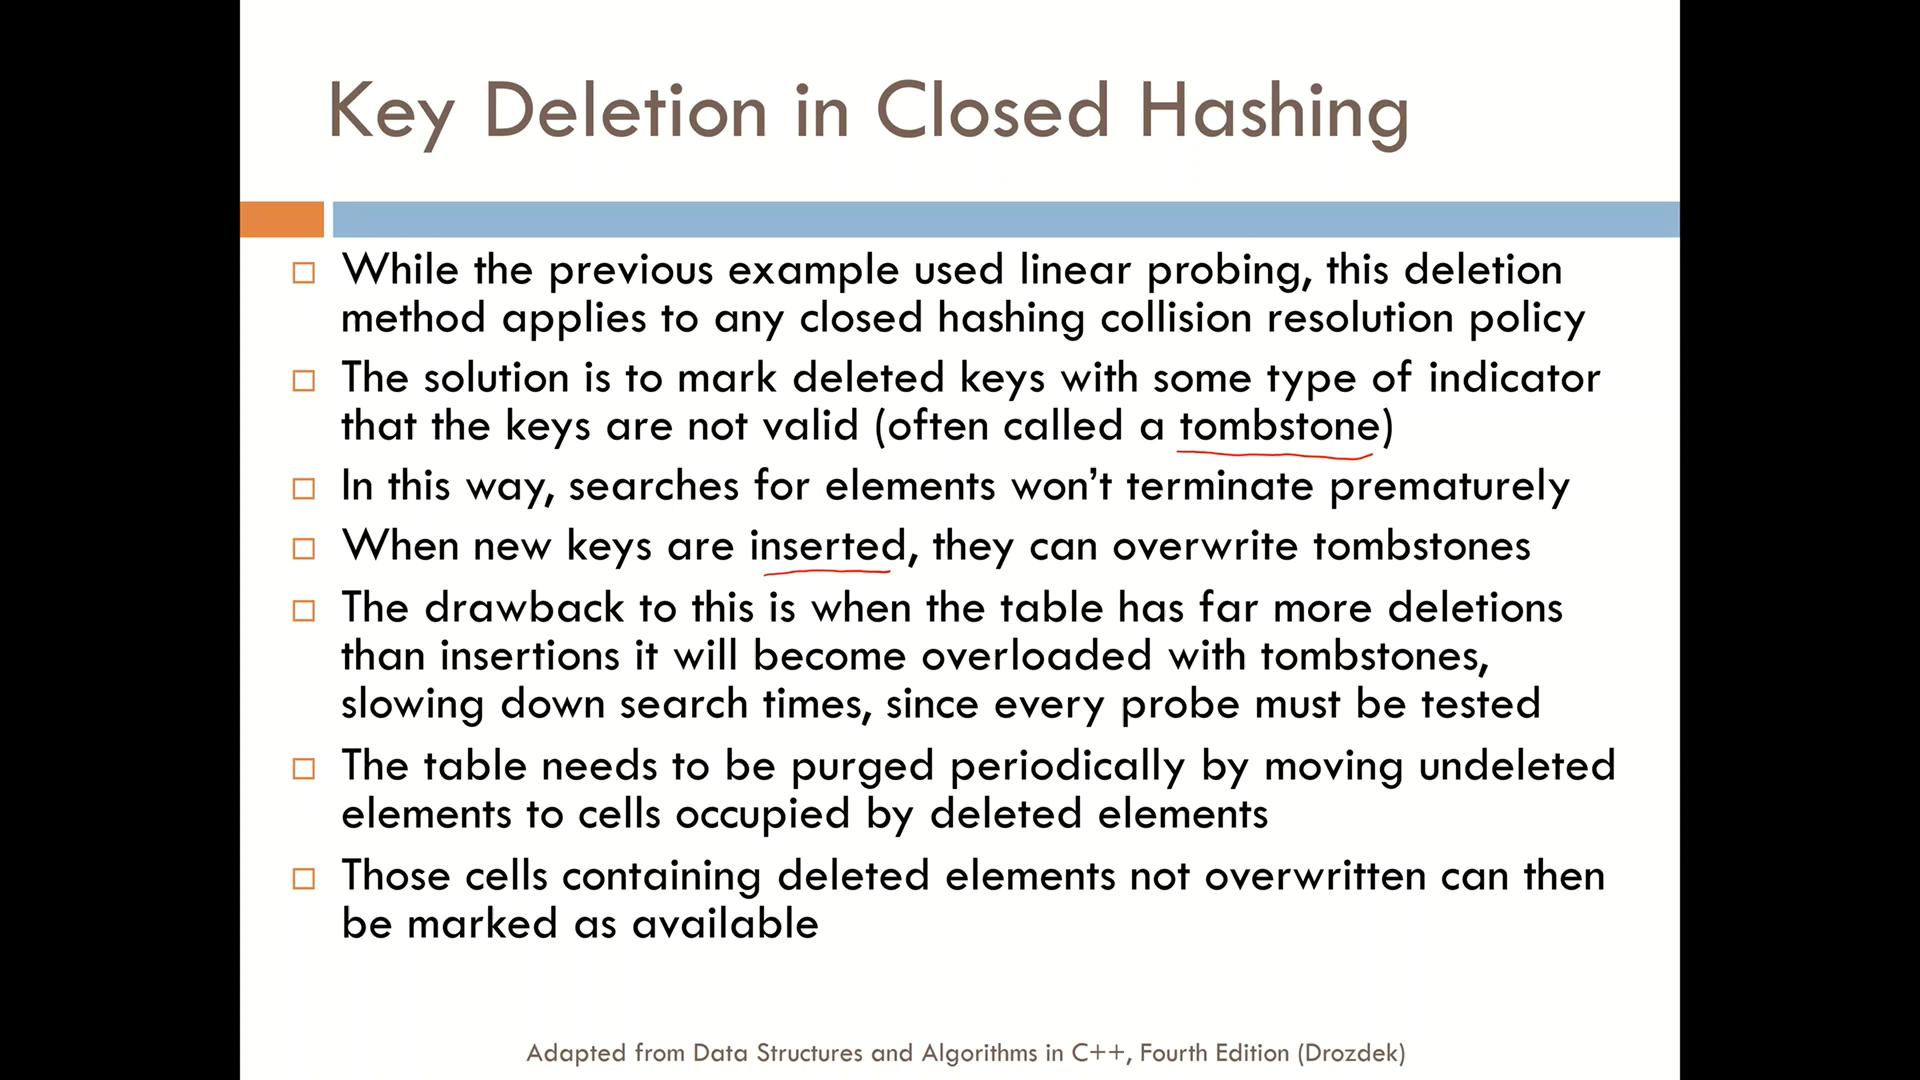 Key Deletion in Closed Hashing
While the previous example used linear probing, this deletion
method applies to any closed hashing collision resolution policy
The solution is to mark deleted keys with some type of indicator
that the keys are not valid (often called a tombstone)
In this way, searches for elements won’t terminate prematurely
When new keys are inserted, they can overwrite tombstones
The drawback to this is when the table has far more deletions
than insertions it will become overloaded with tombstones,
slowing down search times, since every probe must be tested
The table needs to be purged periodically by moving undeleted
elements to cells occupied by deleted elements
Those cells containing deleted elements not overwritten can then
be marked as available
Adapted from Data Structures and Algorithms in C++, Fourth Edition (Drozdek)